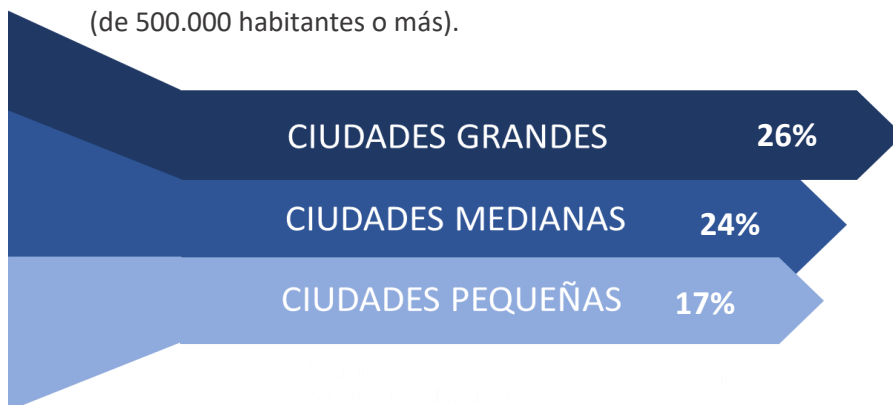 (de 500.000 habitantes o más).
CIUDADES GRANDES 26%
CIUDADES MEDIANAS 24%
CIUDADES PEQUEÑAS 17%